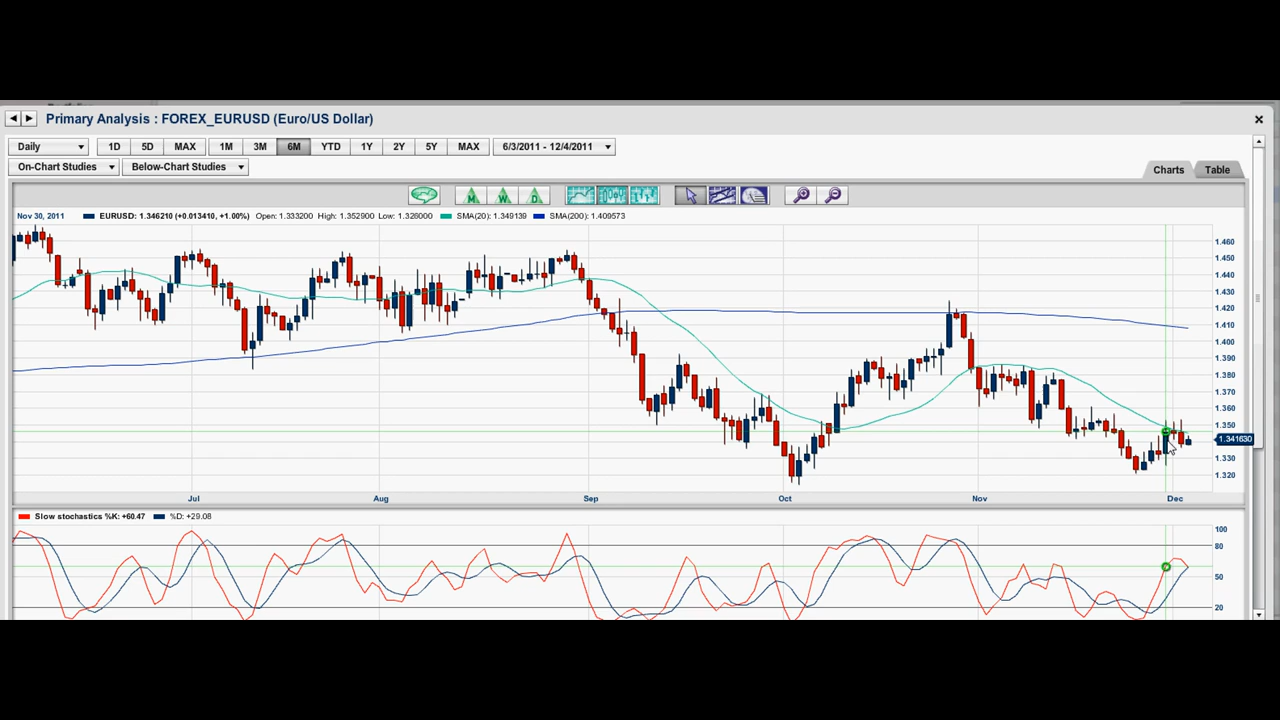 Primary Analysis : FOREX_EURUSD (Euro/US Dollar)
Daily 1D 5D MAX 1M 3M 6M YTD 1Y 2Y 5Y MAX 6/3/2011 - 12/4/2011
On-Chart Studies Below-Chart Studies Charts Table
M W D
Nov 30, 2011 EURUSD: 1.346210 (+0.013410, +1.00%) Open: 1.333200 High: 1.352900 Low: 1.326000 SMA(20): 1.349139 SMA(200): 1.409573
1.460
1.450
1.440
1.430
1.420
1.410
1.400
1.390
1.380
1.370
1.360
1.350
1.341630
1.330
1.320
Jul Aug Sep Oct Nov Dec
Slow stochastics %K: +60.47 %D: +29.08
100
80
50
20